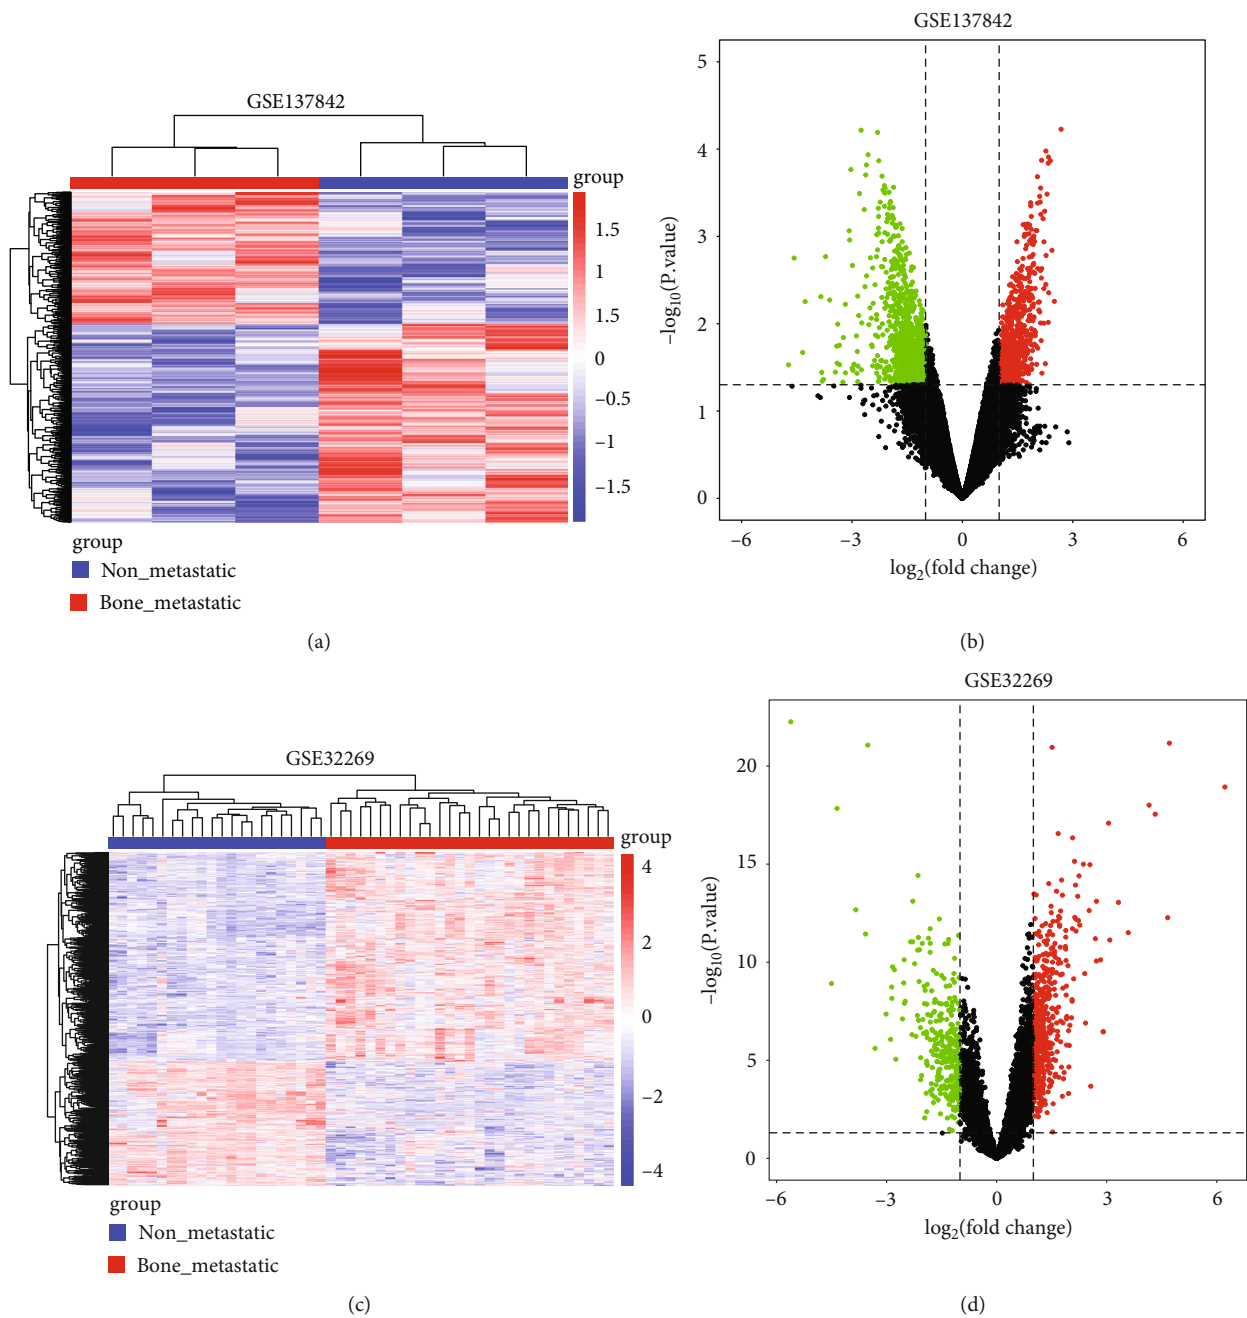 GSE137842
group
1.5
1
1.5
0
−0.5
−1
−1.5
group
Non_metastatic
Bone_metastatic
(a)
GSE137842
−log10(P.value)
5
4
3
2
1
0
−6 −3 0 3 6
log2(fold change)
(b)
GSE32269
group
4
2
0
−2
−4
group
Non_metastatic
Bone_metastatic
(c)
GSE32269
−log10(P.value)
20
15
10
5
0
−6 −3 0 3 6
log2(fold change)
(d)